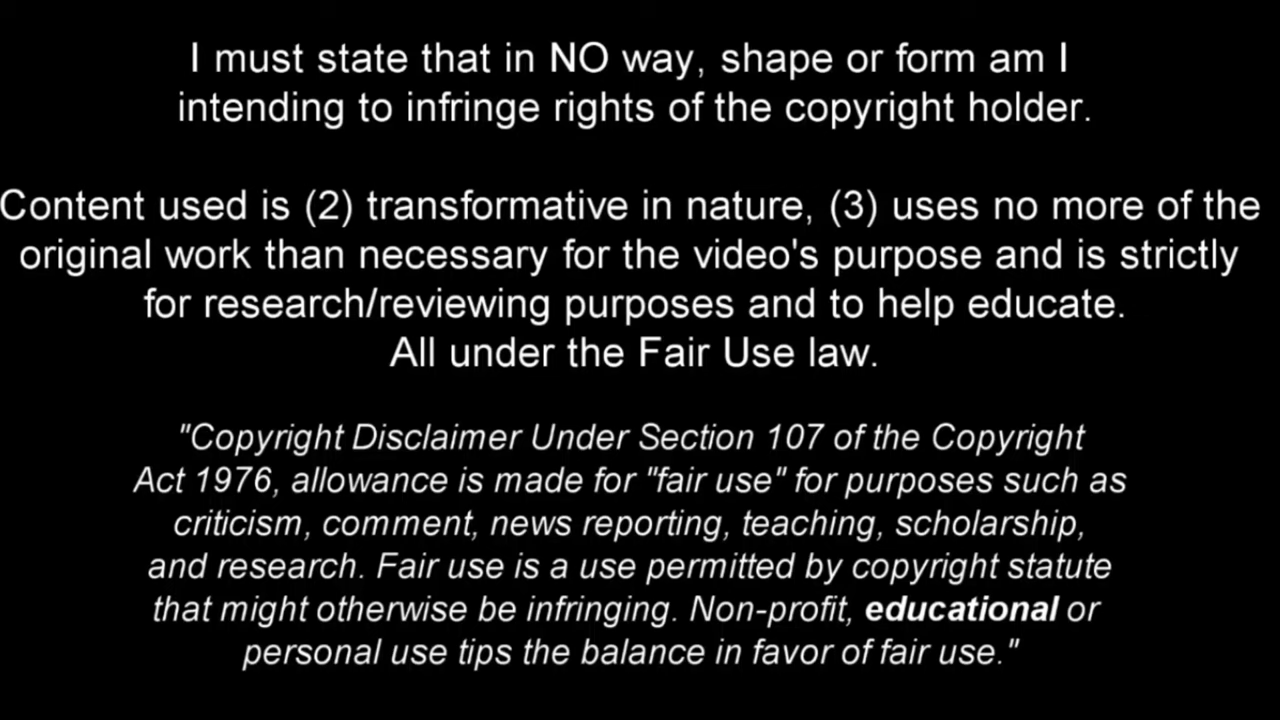 I must state that in NO way, shape or form am I
intending to infringe rights of the copyright holder.
Content used is (2) transformative in nature, (3) uses no more of the
original work than necessary for the video's purpose and is strictly
for research/reviewing purposes and to help educate.
All under the Fair Use law.
"Copyright Disclaimer Under Section 107 of the Copyright
Act 1976, allowance is made for "fair use" for purposes such as
criticism, comment, news reporting, teaching, scholarship,
and research. Fair use is a use permitted by copyright statute
that might otherwise be infringing. Non-profit, educational or
personal use tips the balance in favor of fair use."